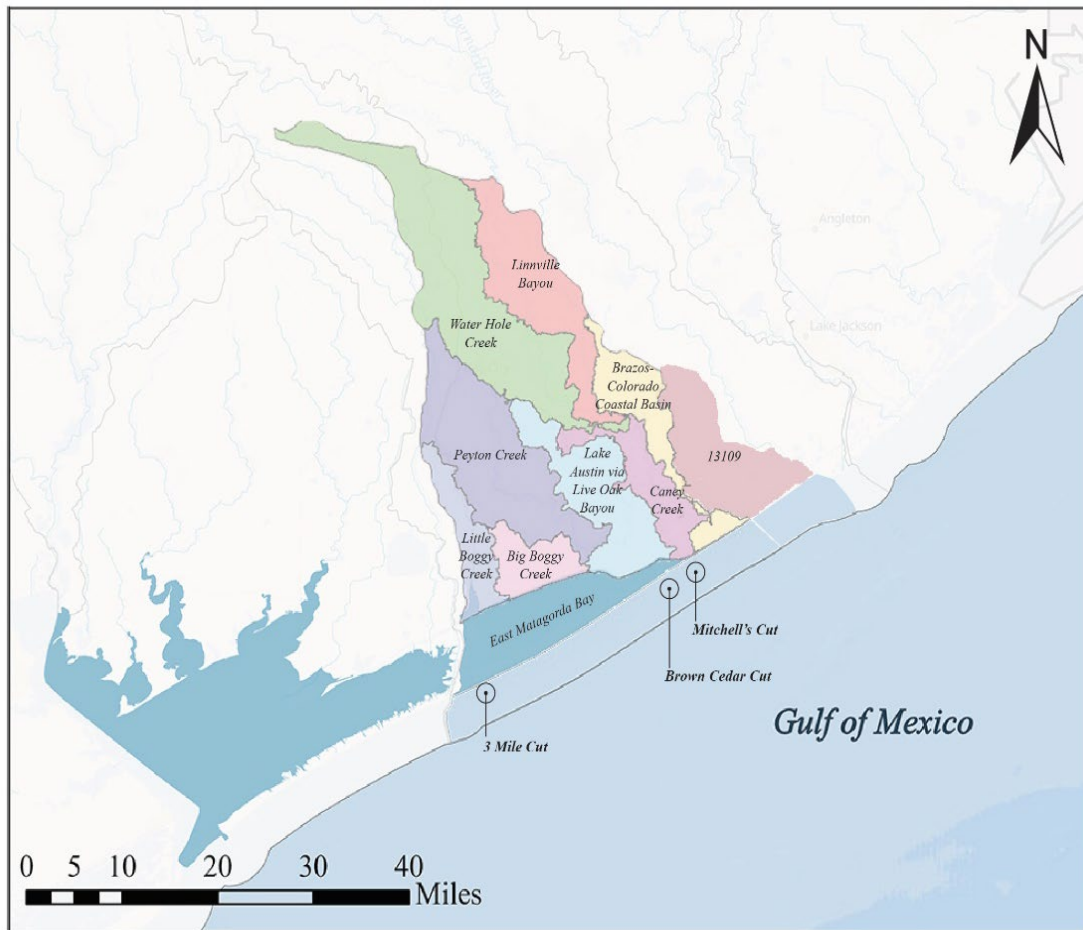 N
Angleton
Linnville
Bayou
Lake Jackson
Water Hole
Creek
Brazos-
Colorado
Coastal Basin
Peyton Creek
Lake
Austin via
Live Oak
Bayou
13109
Caney
Creek
Little
Boggy
Creek
Big Boggy
Creek
East Matagorda Bay
Mitchell's Cut
Brown Cedar Cut
Gulf of Mexico
3 Mile Cut
0 5 10 20 30 40
Miles